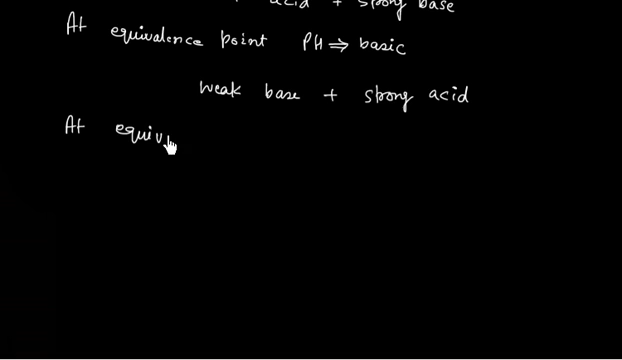 acid + strong base
At equivalence point PH ⇒ basic
weak base + strong acid
At equiv